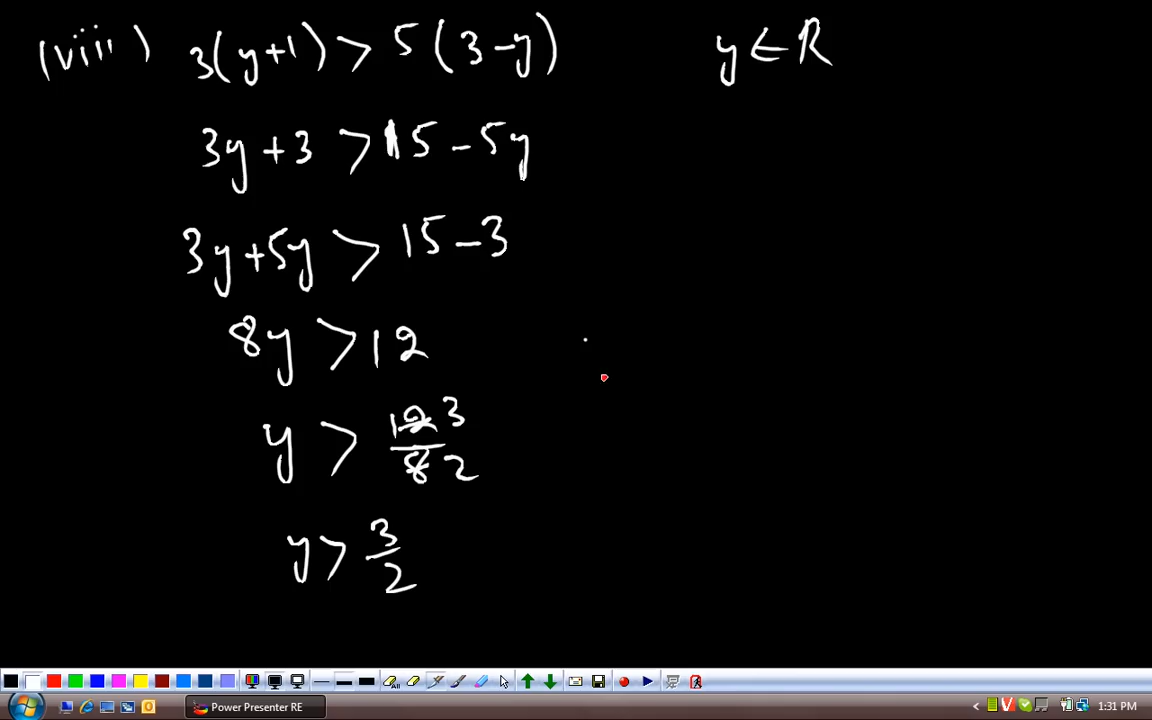 (viii) 3(y+1) > 5(3-y) y ∈ R
3y+3 > 15-5y
3y+5y > 15-3
8y > 12
y > 12/8 3/2
y > 3/2
All
Power Presenter RE
1:31 PM